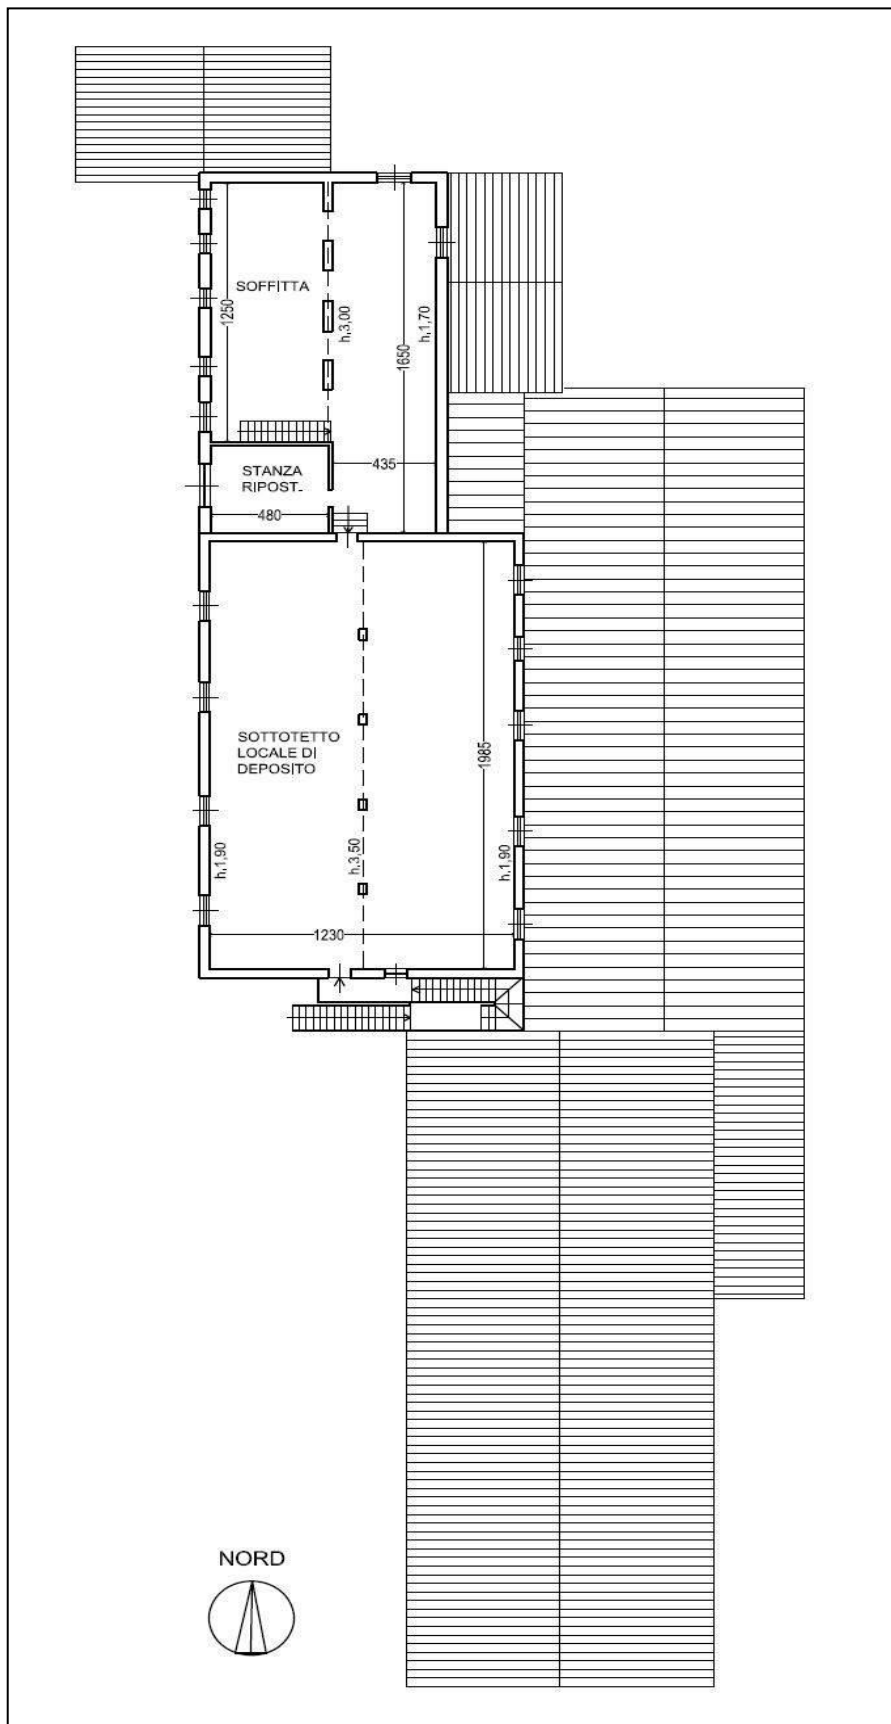 SOFFITTA
1250
h.3,00
h.1,70
1650
435
STANZA
RIPOST.
480
SOTTOTETTO
LOCALE DI
DEPOSITO
1985
h.1,90
h.3,50
h.1,90
1230
NORD